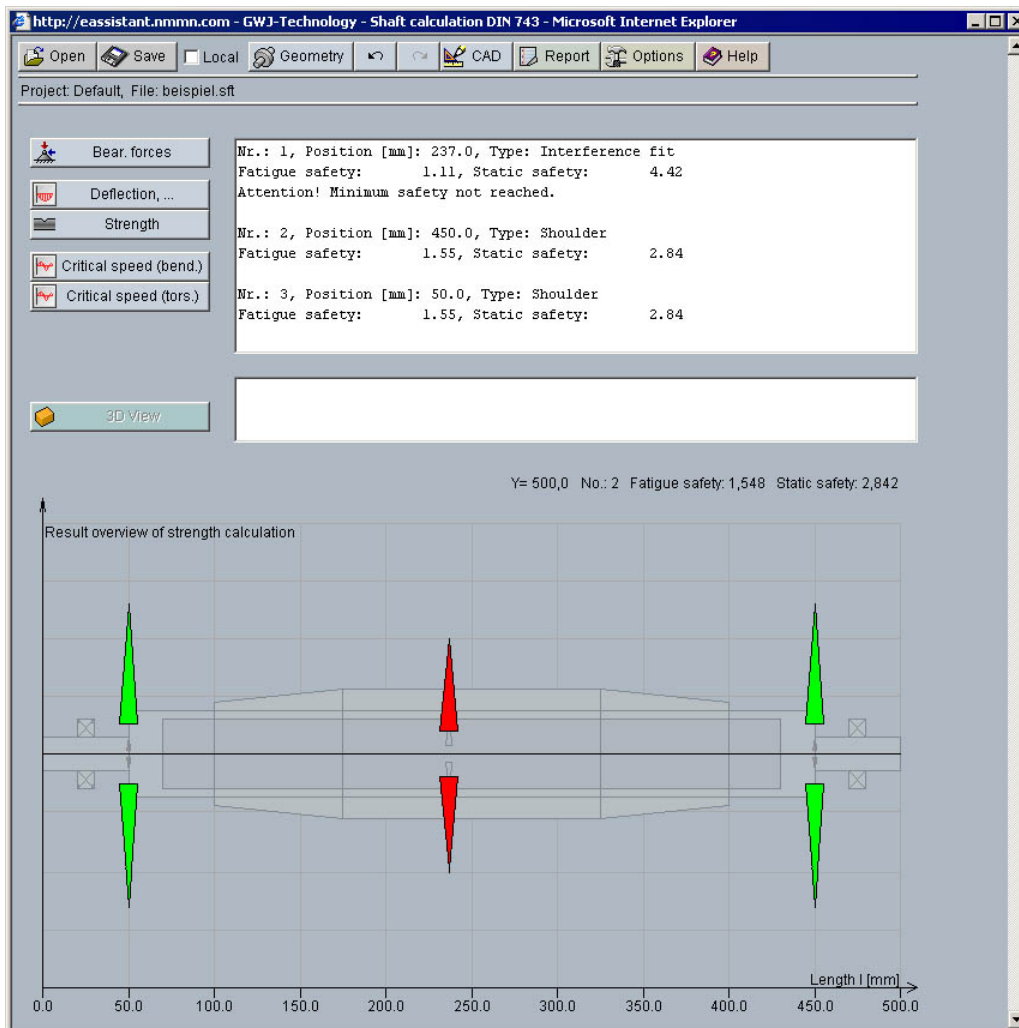 http://eassistant.nmmn.com - GWJ-Technology - Shaft calculation DIN 743 - Microsoft Internet Explorer
Open Save Local Geometry CAD Report Options Help
Project: Default, File: beispiel.sft
Bear. forces
Deflection, ...
Strength
Critical speed (bend.)
Critical speed (tors.)
Nr.: 1, Position [mm]: 237.0, Type: Interference fit
Fatigue safety: 1.11, Static safety: 4.42
Attention! Minimum safety not reached.
Nr.: 2, Position [mm]: 450.0, Type: Shoulder
Fatigue safety: 1.55, Static safety: 2.84
Nr.: 3, Position [mm]: 50.0, Type: Shoulder
Fatigue safety: 1.55, Static safety: 2.84
3D View
Y= 500,0 No.: 2 Fatigue safety: 1,548 Static safety: 2,842
Result overview of strength calculation
Length l [mm]
0.0 50.0 100.0 150.0 200.0 250.0 300.0 350.0 400.0 450.0 500.0